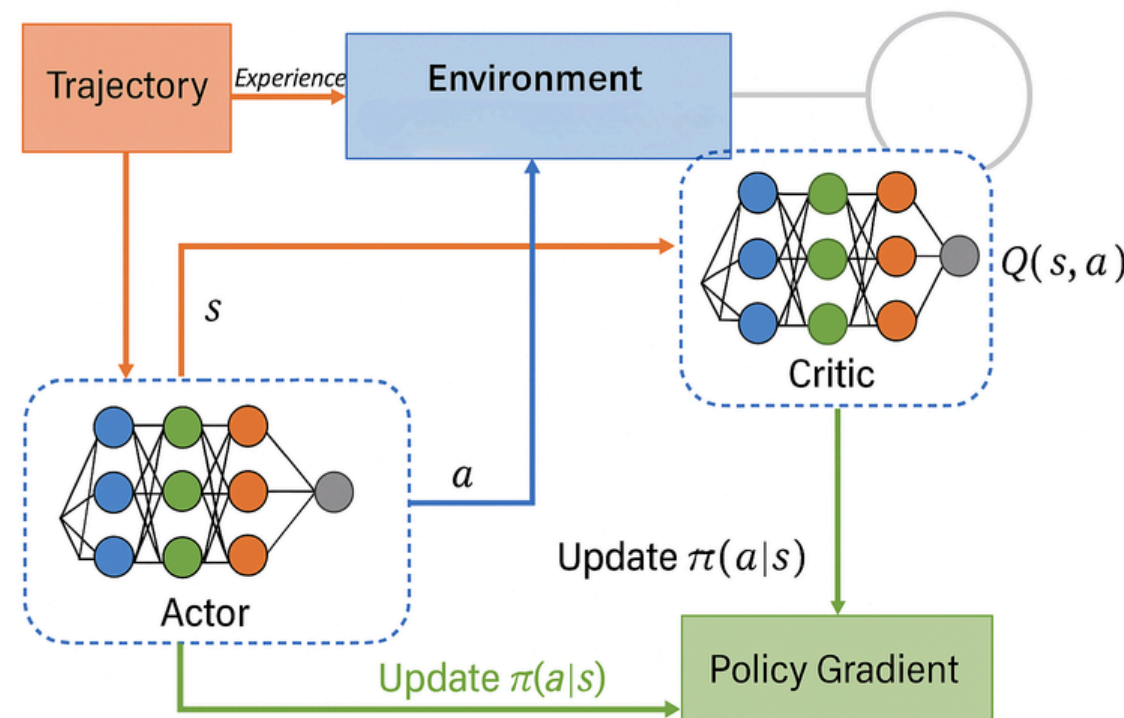 Trajectory
Experience
Environment
s
Q(s, a)
Critic
a
Actor
Update π(a|s)
Update π(a|s)
Policy Gradient